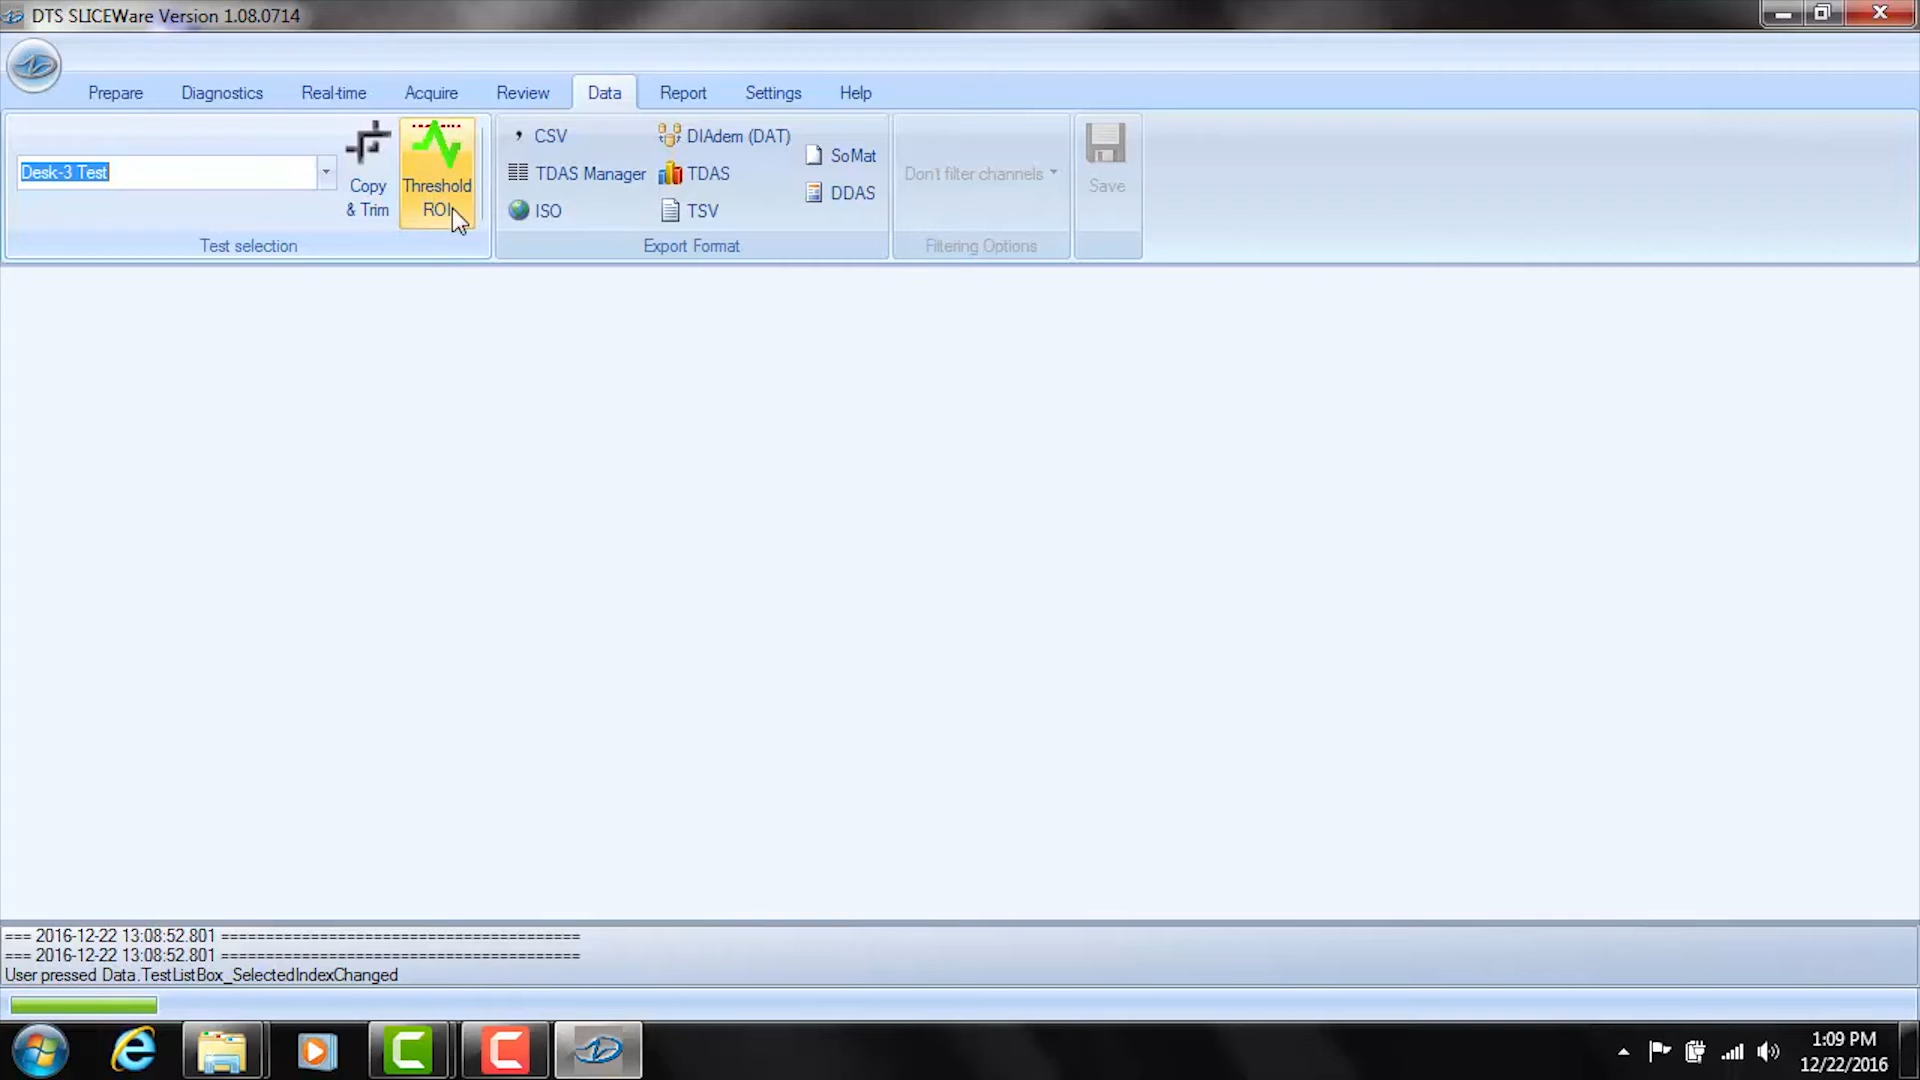 DTS SLICEWare Version 1.08.0714
Prepare Diagnostics Real-time Acquire Review Data Report Settings Help
Desk-3 Test
Copy
& Trim
Threshold
ROI
Test selection
CSV
TDAS Manager
ISO
DIAdem (DAT)
TDAS
TSV
SoMat
DDAS
Export Format
Don't filter channels
Filtering Options
Save
=== 2016-12-22 13:08:52.801 ========================================
=== 2016-12-22 13:08:52.801 ========================================
User pressed Data.TestListBox_SelectedIndexChanged
1:09 PM
12/22/2016